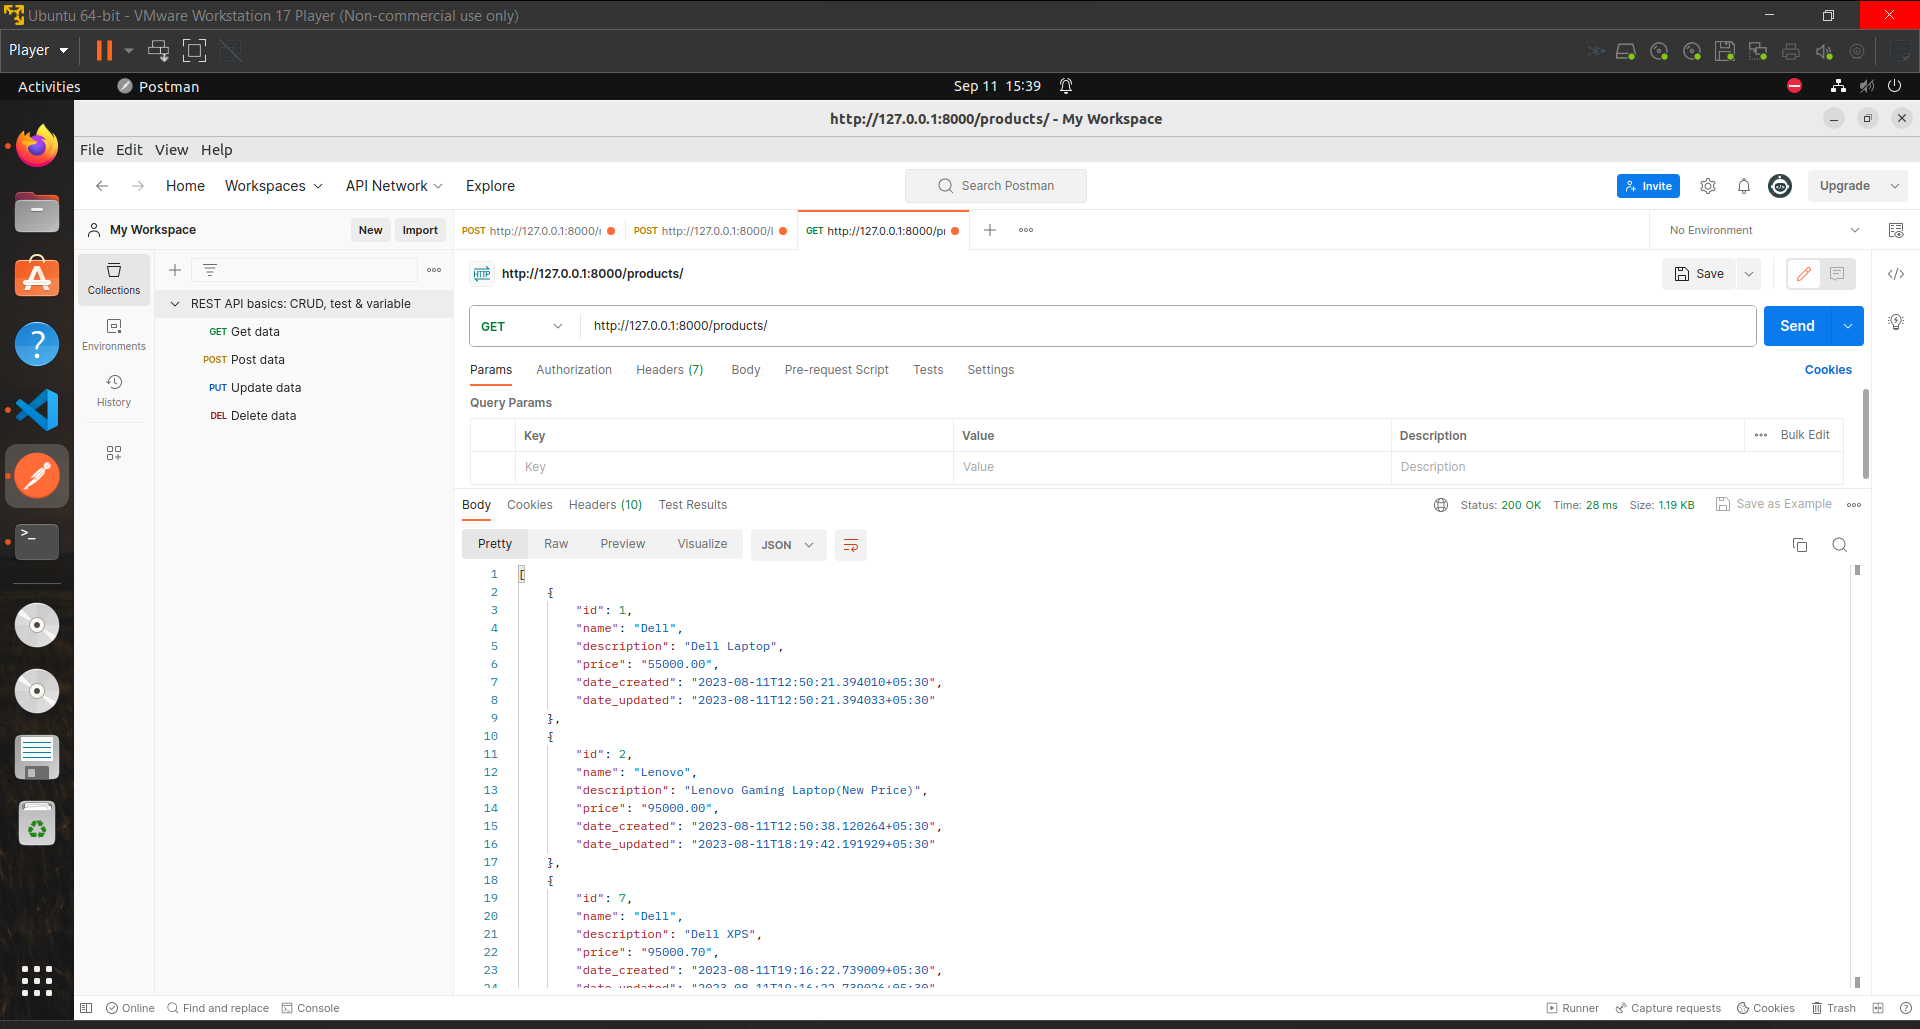 Ubuntu 64-bit - VMware Workstation 17 Player (Non-commercial use only)
Player
Activities Postman Sep 11 15:39
http://127.0.0.1:8000/products/ - My Workspace
File Edit View Help
Home Workspaces API Network Explore Search Postman Invite Upgrade
My Workspace New Import
POST http://127.0.0.1:8000/ POST http://127.0.0.1:8000/ GET http://127.0.0.1:8000/pr No Environment
Collections
Environments
History
REST API basics: CRUD, test & variable
GET Get data
POST Post data
PUT Update data
DEL Delete data
HTTP http://127.0.0.1:8000/products/ Save
GET http://127.0.0.1:8000/products/ Send
Params Authorization Headers (7) Body Pre-request Script Tests Settings Cookies
Query Params
Key Value Description Bulk Edit
Key Value Description
Body Cookies Headers (10) Test Results Status: 200 OK Time: 28 ms Size: 1.19 KB Save as Example
Pretty Raw Preview Visualize JSON
1 [
2 {
3 "id": 1,
4 "name": "Dell",
5 "description": "Dell Laptop",
6 "price": "55000.00",
7 "date_created": "2023-08-11T12:50:21.394010+05:30",
8 "date_updated": "2023-08-11T12:50:21.394033+05:30"
9 },
10 {
11 "id": 2,
12 "name": "Lenovo",
13 "description": "Lenovo Gaming Laptop(New Price)",
14 "price": "95000.00",
15 "date_created": "2023-08-11T12:50:38.120264+05:30",
16 "date_updated": "2023-08-11T18:19:42.191929+05:30"
17 },
18 {
19 "id": 7,
20 "name": "Dell",
21 "description": "Dell XPS",
22 "price": "95000.70",
23 "date_created": "2023-08-11T19:16:22.739009+05:30",
24 "date_updated": "2023-08-11T19:16:22.739026+05:30"
Online Find and replace Console Runner Capture requests Cookies Trash